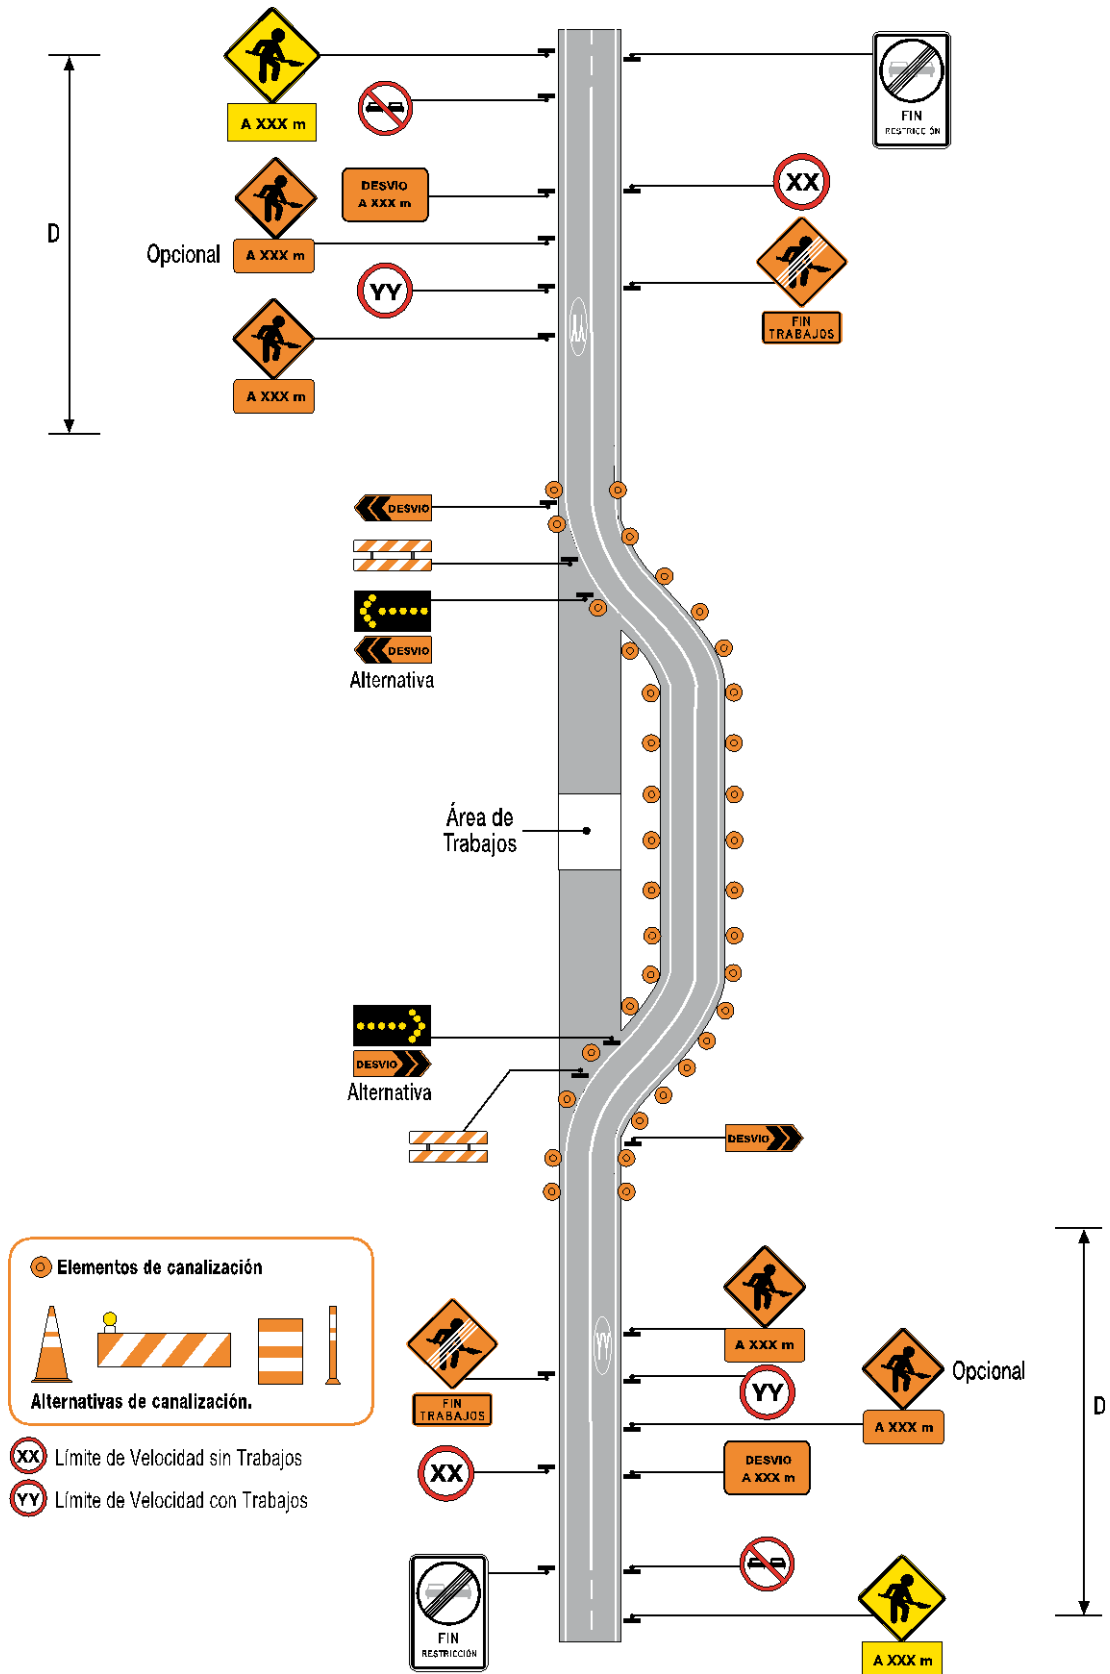 A XXX m
FIN
RESTRICCIÓN
D
DESVIO
A XXX m
XX
Opcional
A XXX m
YY
FIN
TRABAJOS
YY
A XXX m
DESVIO
DESVIO
Alternativa
Área de
Trabajos
DESVIO
Alternativa
DESVIO
Elementos de canalización
Alternativas de canalización.
XX Límite de Velocidad sin Trabajos
YY Límite de Velocidad con Trabajos
YY
A XXX m
FIN
TRABAJOS
YY
Opcional
A XXX m
D
XX
DESVIO
A XXX m
FIN
RESTRICCIÓN
A XXX m